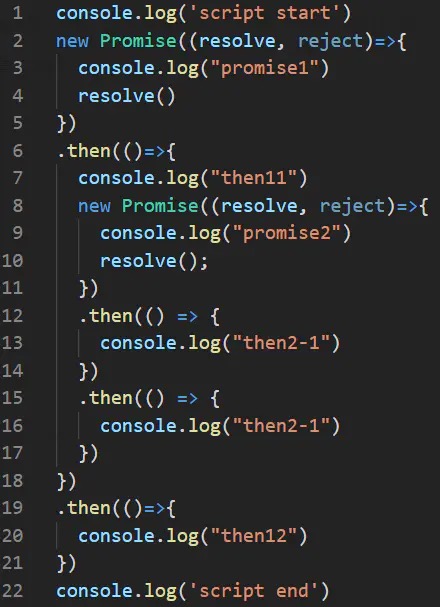 1 console.log('script start')
2 new Promise((resolve, reject)=>{
3   console.log("promise1")
4   resolve()
5 })
6 .then(()=>{
7   console.log("then11")
8   new Promise((resolve, reject)=>{
9     console.log("promise2")
10     resolve();
11   })
12   .then(() => {
13     console.log("then2-1")
14   })
15   .then(() => {
16     console.log("then2-1")
17   })
18 })
19 .then(()=>{
20   console.log("then12")
21 })
22 console.log('script end')